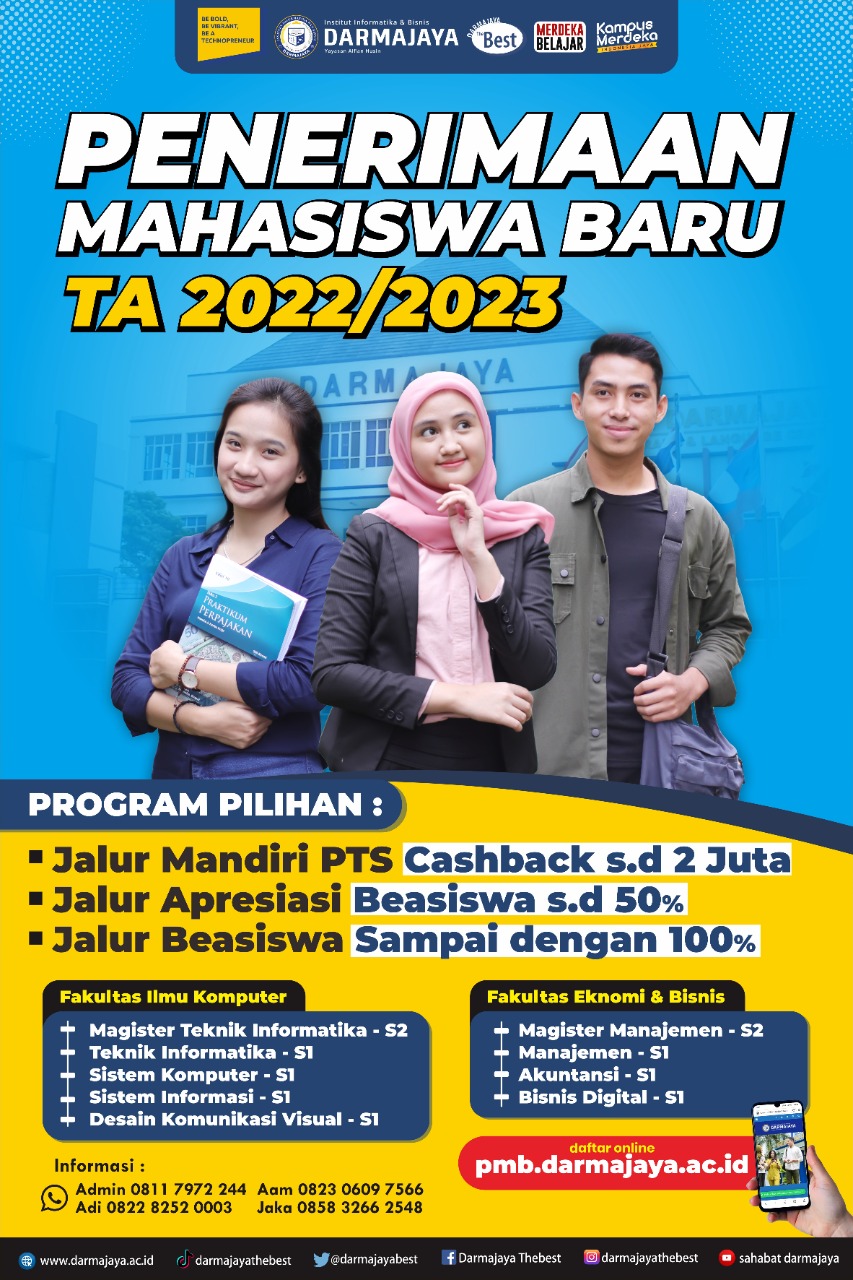 BE BOLD,
BE VIBRANT,
BE A
TECHNOPRENEUR
Institut Informatika & Bisnis
DARMAJAYA
Yayasan Alfian Husin
DARMAJAYA
The Best
MERDEKA
BELAJAR
Kampus
Merdeka
INDONESIA JAYA
PENERIMAAN
MAHASISWA BARU
TA 2022/2023
DARMAJAYA
PRAKTIKUM
PERPAJAKAN
PROGRAM PILIHAN :
Jalur Mandiri PTS Cashback s.d 2 Juta
Jalur Apresiasi Beasiswa s.d 50%
Jalur Beasiswa Sampai dengan 100%
Fakultas Ilmu Komputer
Magister Teknik Informatika - S2
Teknik Informatika - S1
Sistem Komputer - S1
Sistem Informasi - S1
Desain Komunikasi Visual - S1
Fakultas Eknomi & Bisnis
Magister Manajemen - S2
Manajemen - S1
Akuntansi - S1
Bisnis Digital - S1
daftar online
pmb.darmajaya.ac.id
DARMAJAYA
Informasi :
Admin 0811 7972 244 Aam 0823 0609 7566
Adi 0822 8252 0003 Jaka 0858 3266 2548
www.darmajaya.ac.id darmajayathebest @darmajayabest Darmajaya Thebest darmajayathebest sahabat darmajaya